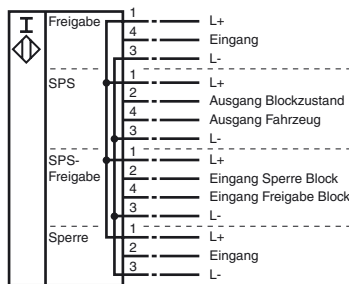 Freigabe 1 L+
4 Eingang
3 L-
SPS 1 L+
2 Ausgang Blockzustand
4 Ausgang Fahrzeug
3 L-
SPS-Freigabe 1 L+
2 Eingang Sperre Block
4 Eingang Freigabe Block
3 L-
Sperre 1 L+
2 Eingang
3 L-